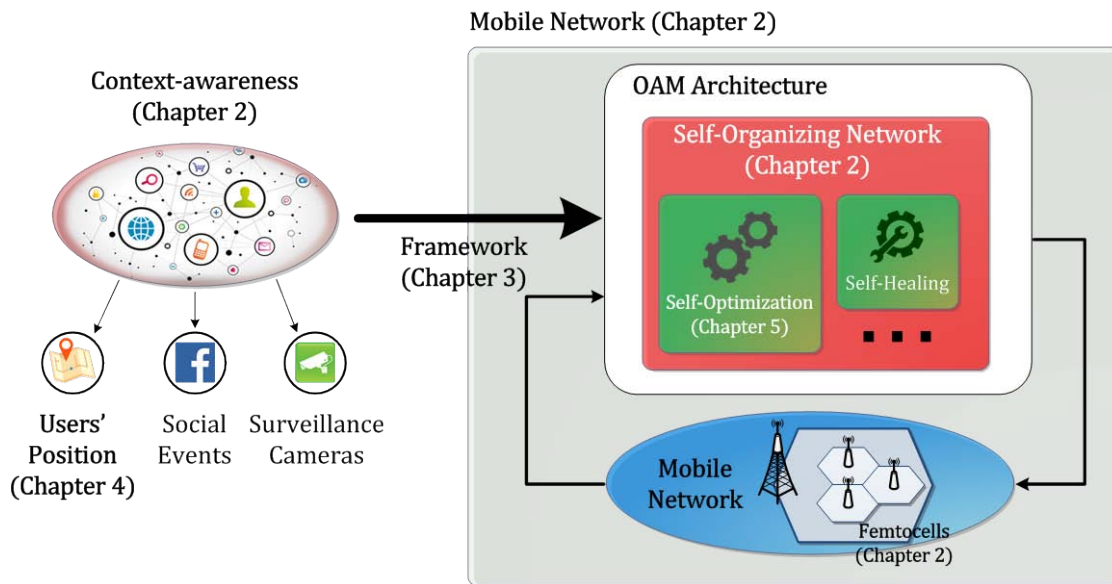 Mobile Network (Chapter 2)
Context-awareness
(Chapter 2)
OAM Architecture
Self-Organizing Network
(Chapter 2)
Framework
(Chapter 3)
Self-Optimization
(Chapter 5)
Self-Healing
Users'
Position
(Chapter 4)
Social
Events
Surveillance
Cameras
Mobile
Network
Femtocells
(Chapter 2)